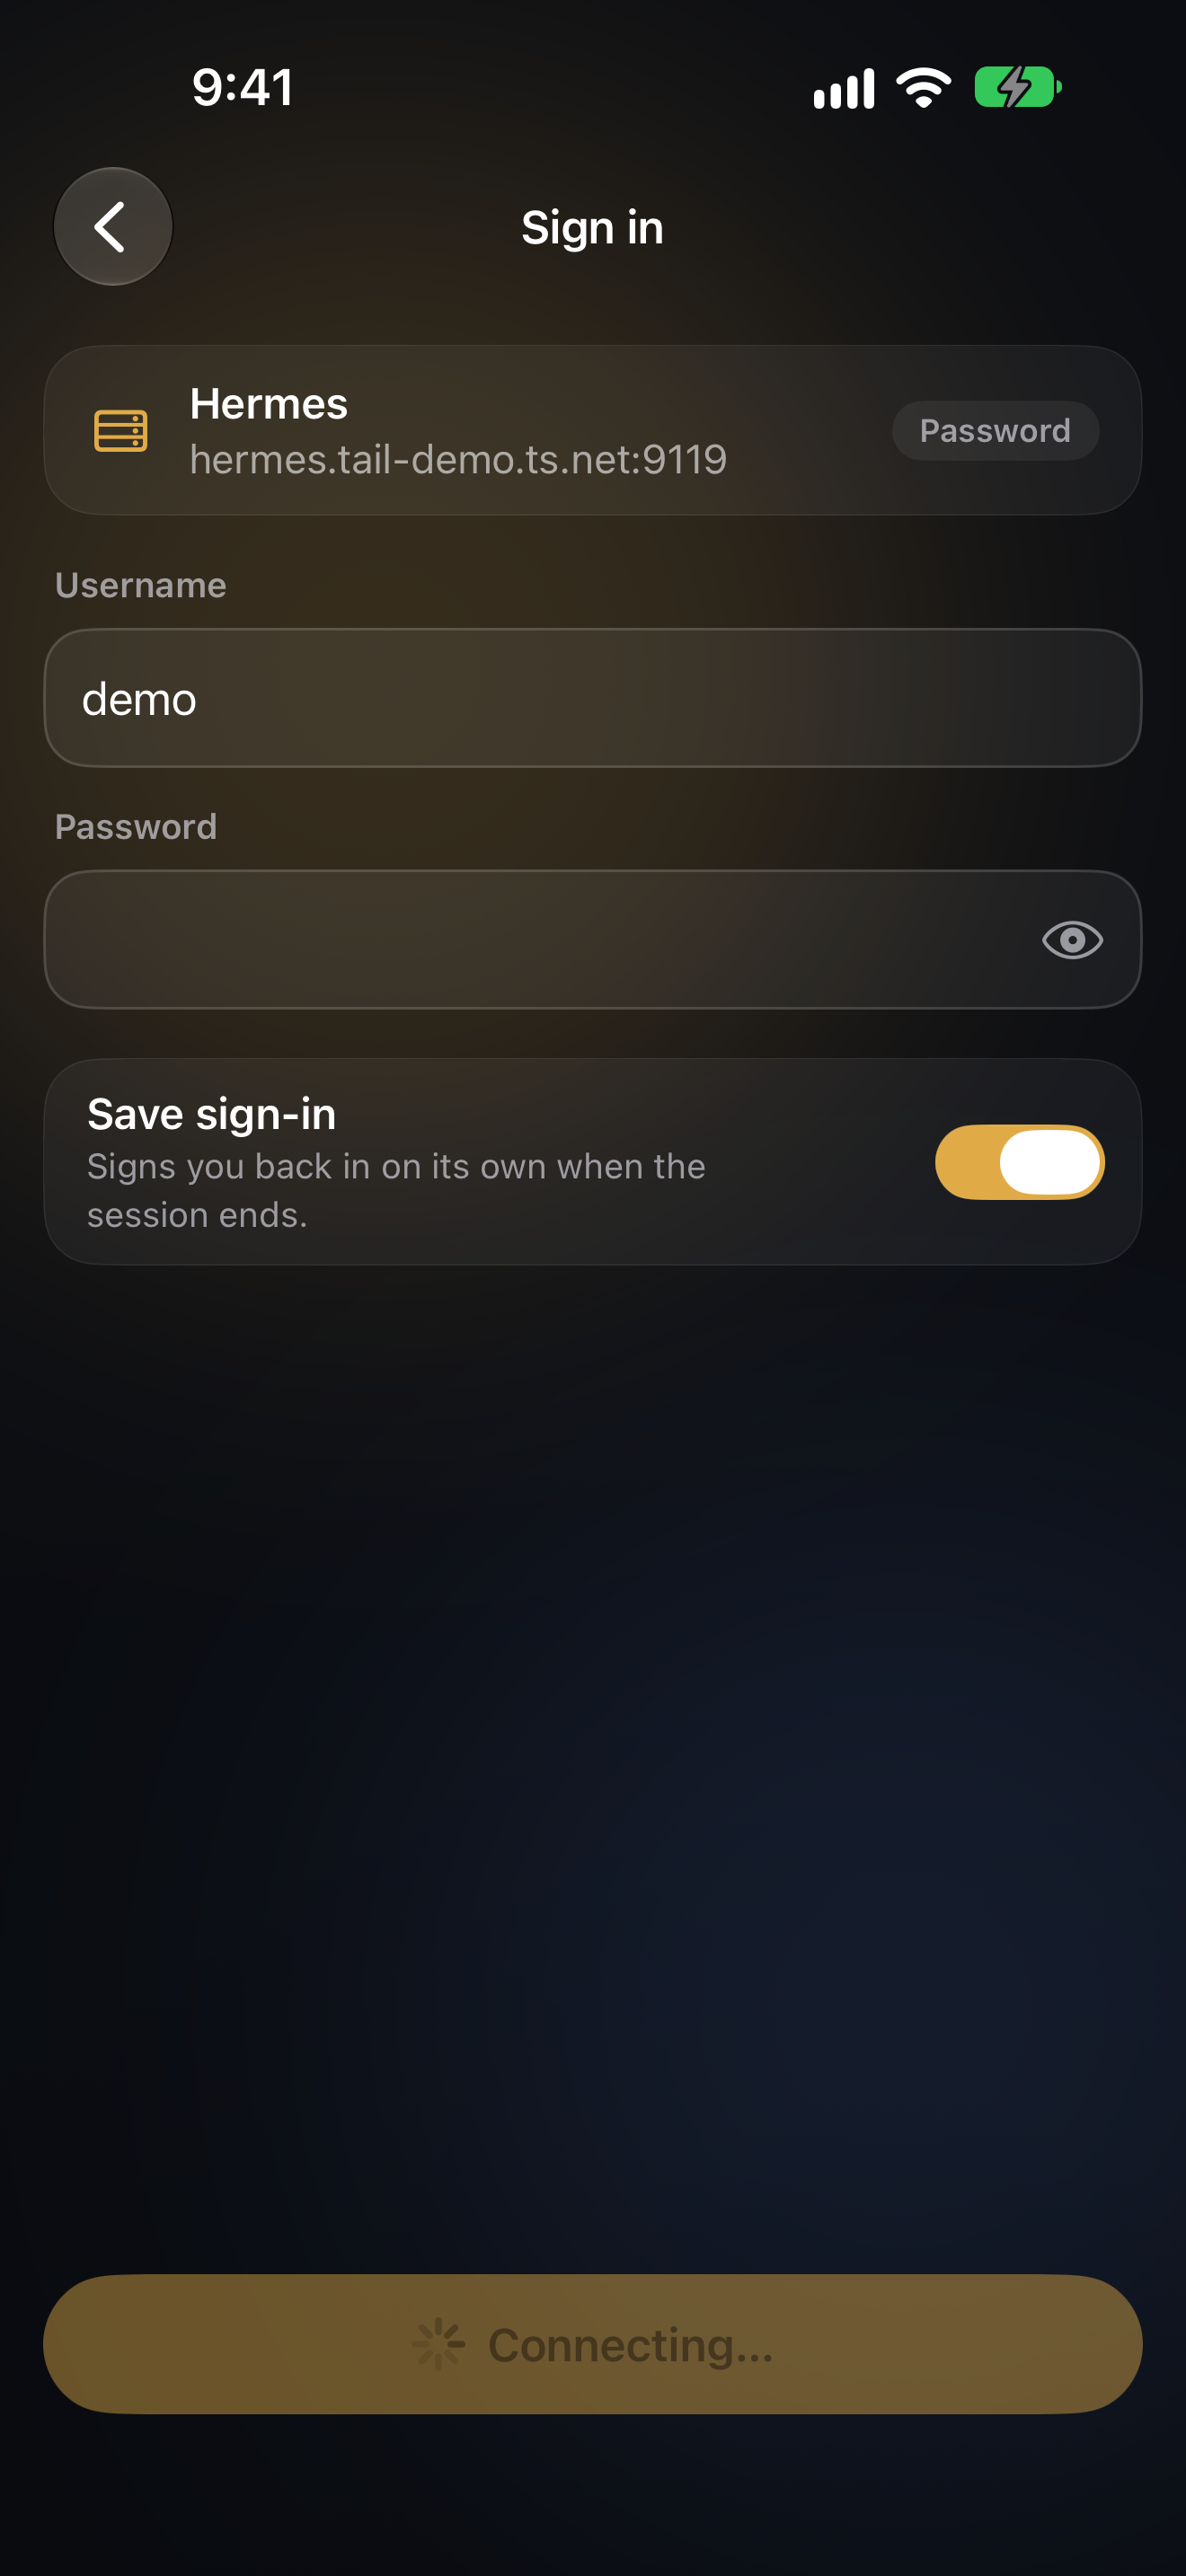 9:41
Sign in
Hermes
hermes.tail-demo.ts.net:9119
Password
Username
demo
Password
Save sign-in
Signs you back in on its own when the
session ends.
Connecting...